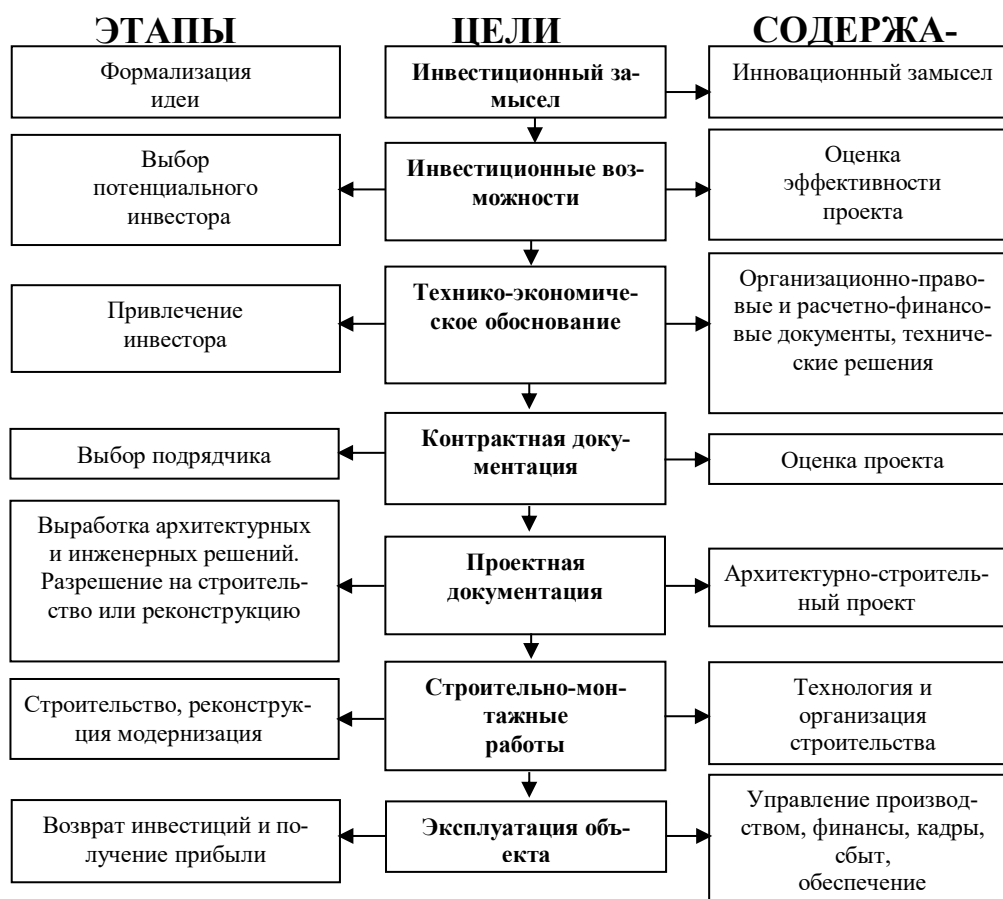 ЭТАПЫ ЦЕЛИ СОДЕРЖА-
Формализация
идеи
Инвестиционный за-
мысел
Инновационный замысел
Выбор
потенциального
инвестора
Инвестиционные воз-
можности
Оценка
эффективности
проекта
Привлечение
инвестора
Технико-экономиче-
ское обоснование
Организационно-право-
вые и расчетно-финансо-
вые документы, техниче-
ские решения
Выбор подрядчика
Контрактная доку-
ментация
Оценка проекта
Выработка архитектурных
и инженерных решений.
Разрешение на строитель-
ство или реконструкцию
Проектная
документация
Архитектурно-строитель-
ный проект
Строительство, реконструк-
ция модернизация
Строительно-мон-
тажные
работы
Технология и
организация
строительства
Возврат инвестиций и по-
лучение прибыли
Эксплуатация объ-
екта
Управление производ-
ством, финансы, кадры,
сбыт,
обеспечение